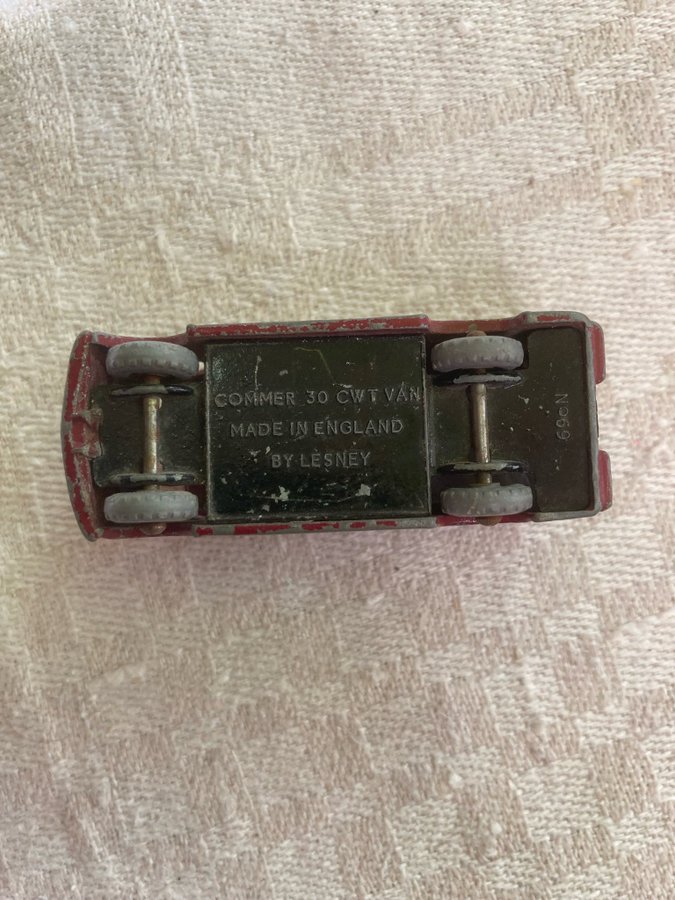 COMMER 30 CWT VAN
MADE IN ENGLAND
BY LESNEY
No69